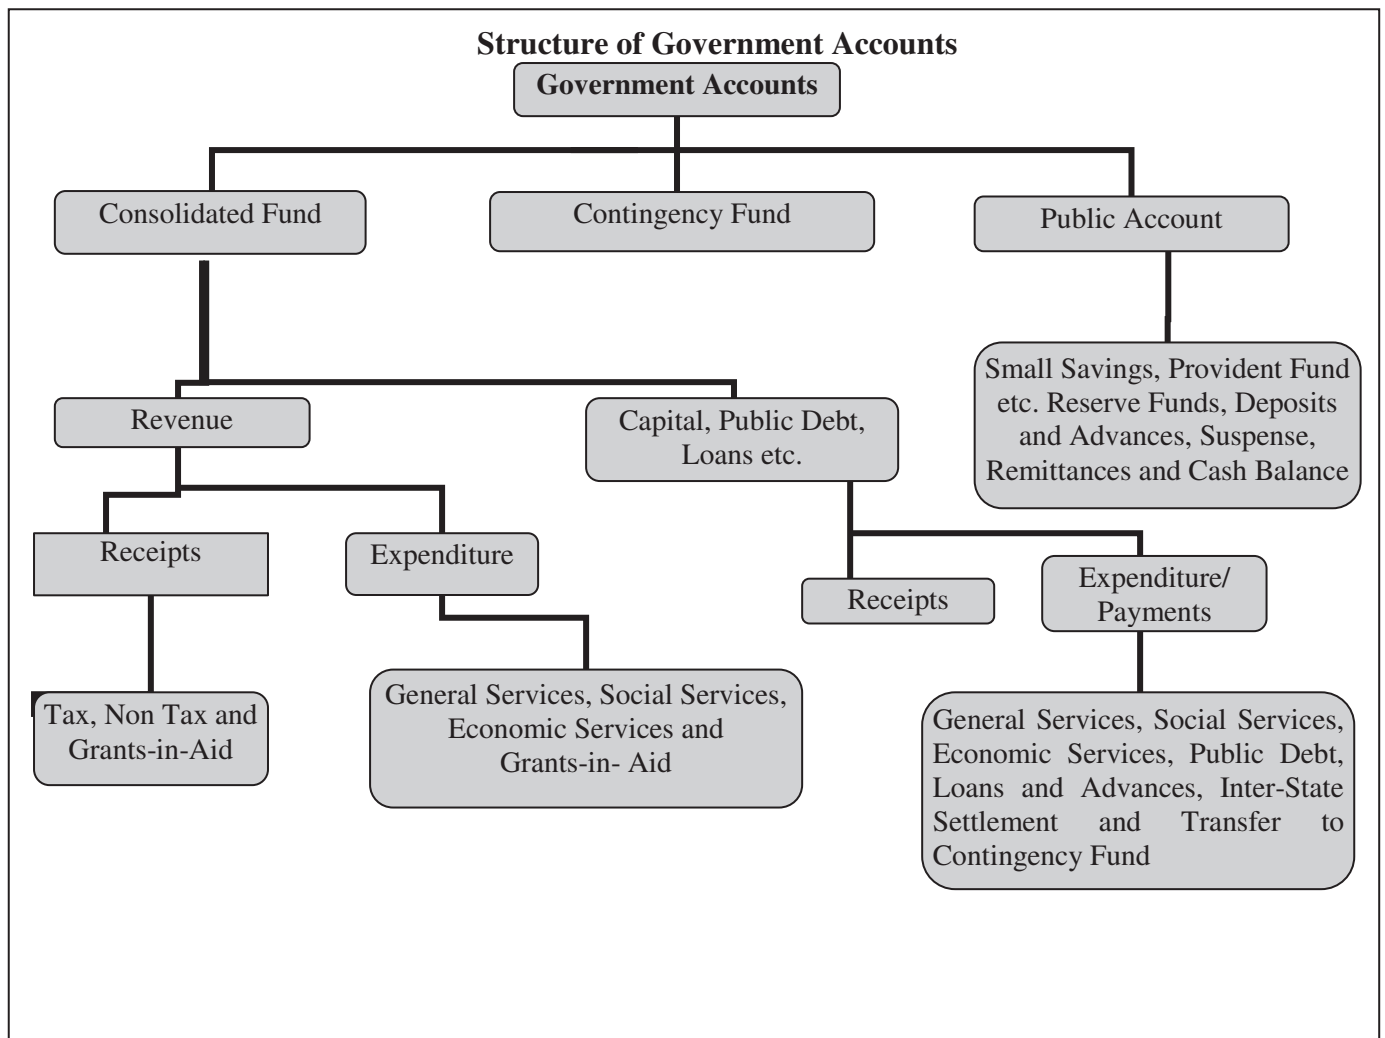 Structure of Government Accounts
Government Accounts
Consolidated Fund
Contingency Fund
Public Account
Small Savings, Provident Fund
etc. Reserve Funds, Deposits
and Advances, Suspense,
Remittances and Cash Balance
Revenue
Capital, Public Debt,
Loans etc.
Receipts
Expenditure
Receipts
Expenditure/
Payments
Tax, Non Tax and
Grants-in-Aid
General Services, Social Services,
Economic Services and
Grants-in- Aid
General Services, Social Services,
Economic Services, Public Debt,
Loans and Advances, Inter-State
Settlement and Transfer to
Contingency Fund